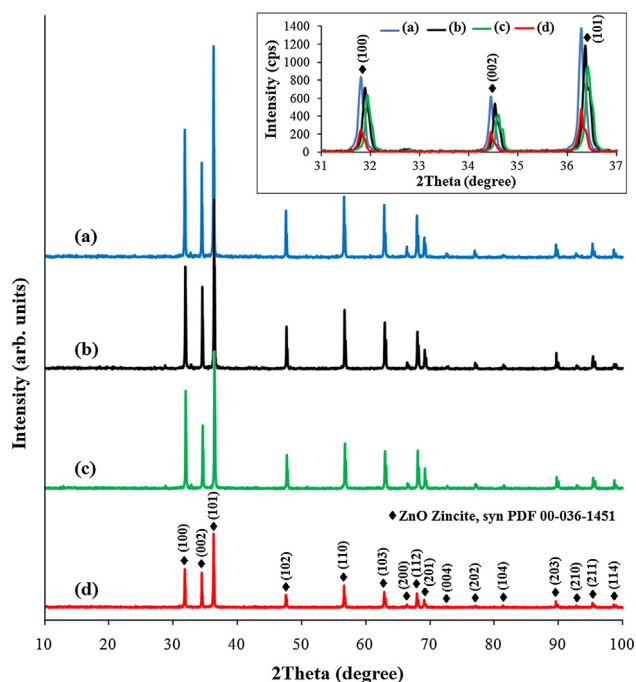 (a) (b) (c) (d)
(100)
(002)
(101)
Intensity (cps)
1400
1200
1000
800
600
400
200
0
31 32 33 34 35 36 37
2Theta (degree)
Intensity (arb. units)
(a)
(b)
(c)
(d)
♦ ZnO Zincite, syn PDF 00-036-1451
(100)
(002)
(101)
(102)
(110)
(103)
(200)
(112)
(201)
(004)
(202)
(104)
(203)
(210)
(211)
(114)
10 20 30 40 50 60 70 80 90 100
2Theta (degree)